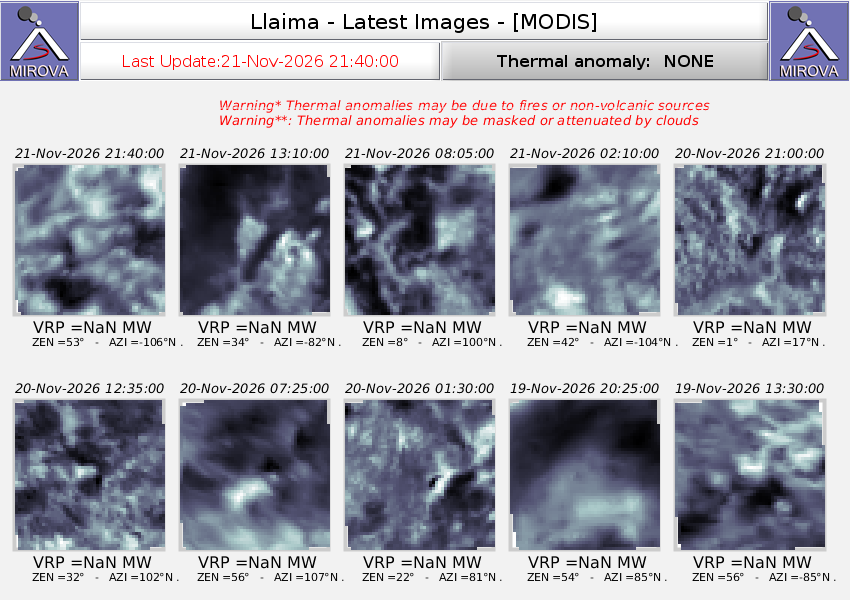 Llaima - Latest Images - [MODIS]
MIROVA
Last Update:21-Nov-2026 21:40:00
Thermal anomaly: NONE
MIROVA
Warning* Thermal anomalies may be due to fires or non-volcanic sources
Warning**: Thermal anomalies may be masked or attenuated by clouds
21-Nov-2026 21:40:00 21-Nov-2026 13:10:00 21-Nov-2026 08:05:00 21-Nov-2026 02:10:00 20-Nov-2026 21:00:00
VRP =NaN MW VRP =NaN MW VRP =NaN MW VRP =NaN MW VRP =NaN MW
ZEN =53° - AZI =-106°N . ZEN =34° - AZI =-82°N . ZEN =8° - AZI =100°N . ZEN =42° - AZI =-104°N . ZEN =1° - AZI =17°N .
20-Nov-2026 12:35:00 20-Nov-2026 07:25:00 20-Nov-2026 01:30:00 19-Nov-2026 20:25:00 19-Nov-2026 13:30:00
VRP =NaN MW VRP =NaN MW VRP =NaN MW VRP =NaN MW VRP =NaN MW
ZEN =32° - AZI =102°N . ZEN =56° - AZI =107°N . ZEN =22° - AZI =81°N . ZEN =54° - AZI =85°N . ZEN =56° - AZI =-85°N .